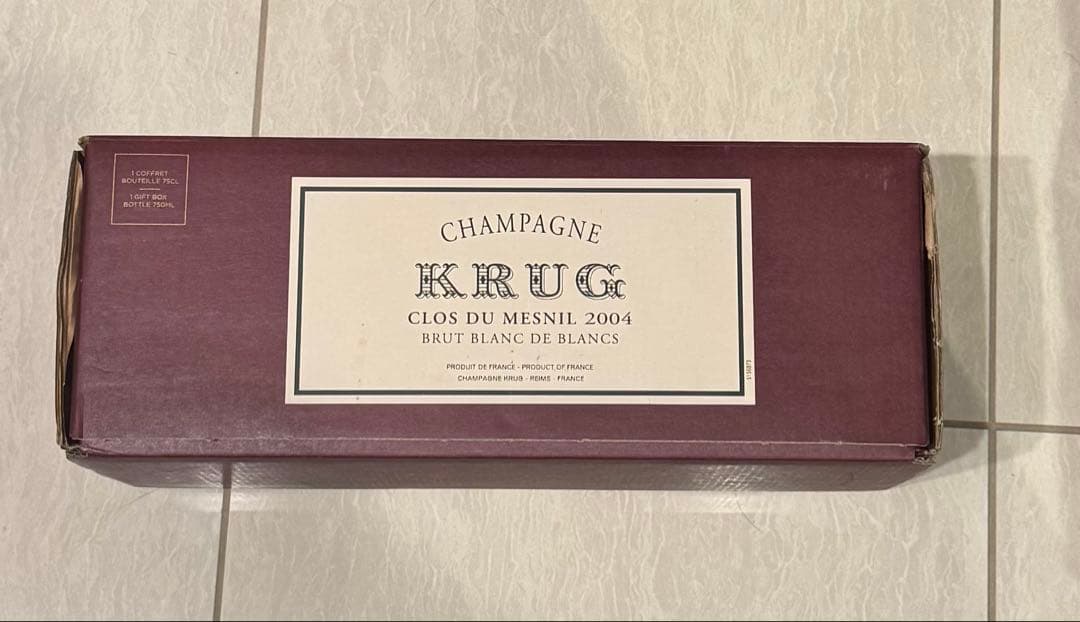 1 COFFRET
BOUTEILLE 75CL
1 GIFT BOX
BOTTLE 750ML
CHAMPAGNE
KRUG
CLOS DU MESNIL 2004
BRUT BLANC DE BLANCS
PRODUIT DE FRANCE - PRODUCT OF FRANCE
CHAMPAGNE KRUG - REIMS - FRANCE